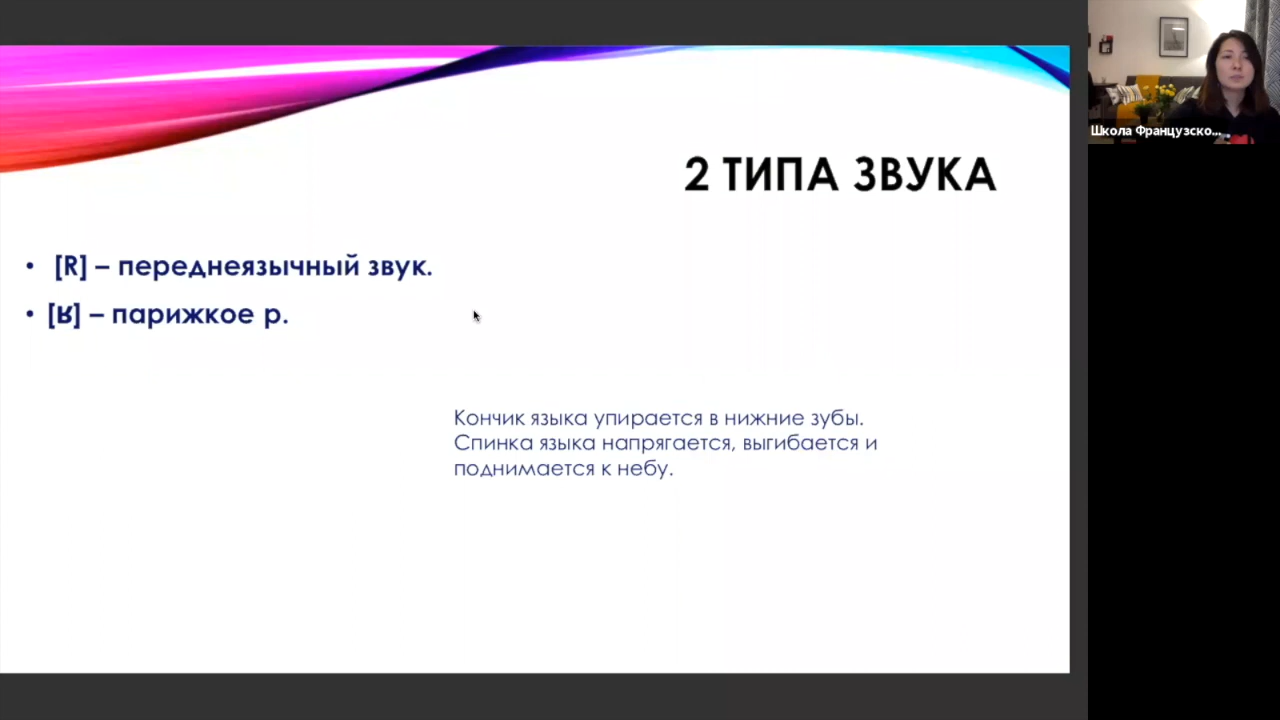 2 ТИПА ЗВУКА
• [R] – переднеязычный звук.
• [ʁ] – парижкое р.
Кончик языка упирается в нижние зубы.
Спинка языка напрягается, выгибается и
поднимается к небу.
Школа Французско...